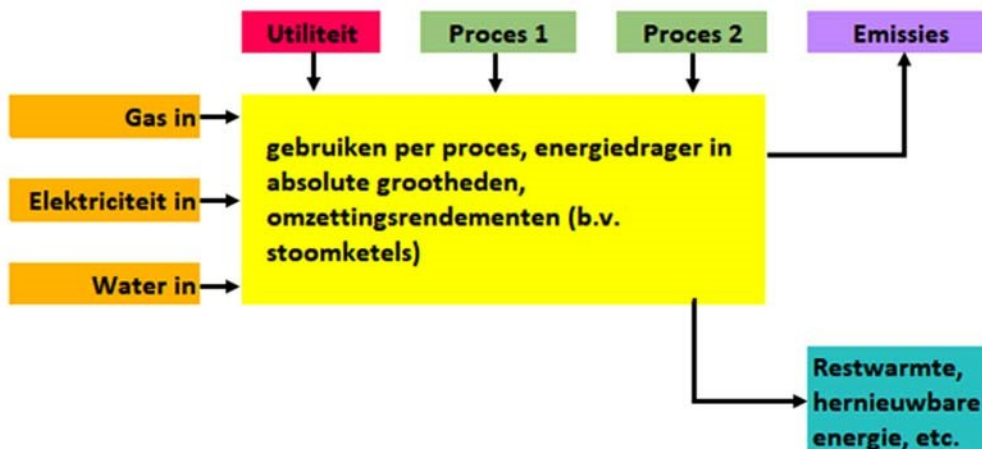 Utiliteit
Proces 1
Proces 2
Emissies
Gas in
Elektriciteit in
Water in
gebruiken per proces, energiedrager in
absolute grootheden,
omzettingsrendementen (b.v.
stoomketels)
Restwarmte,
hernieuwbare
energie, etc.